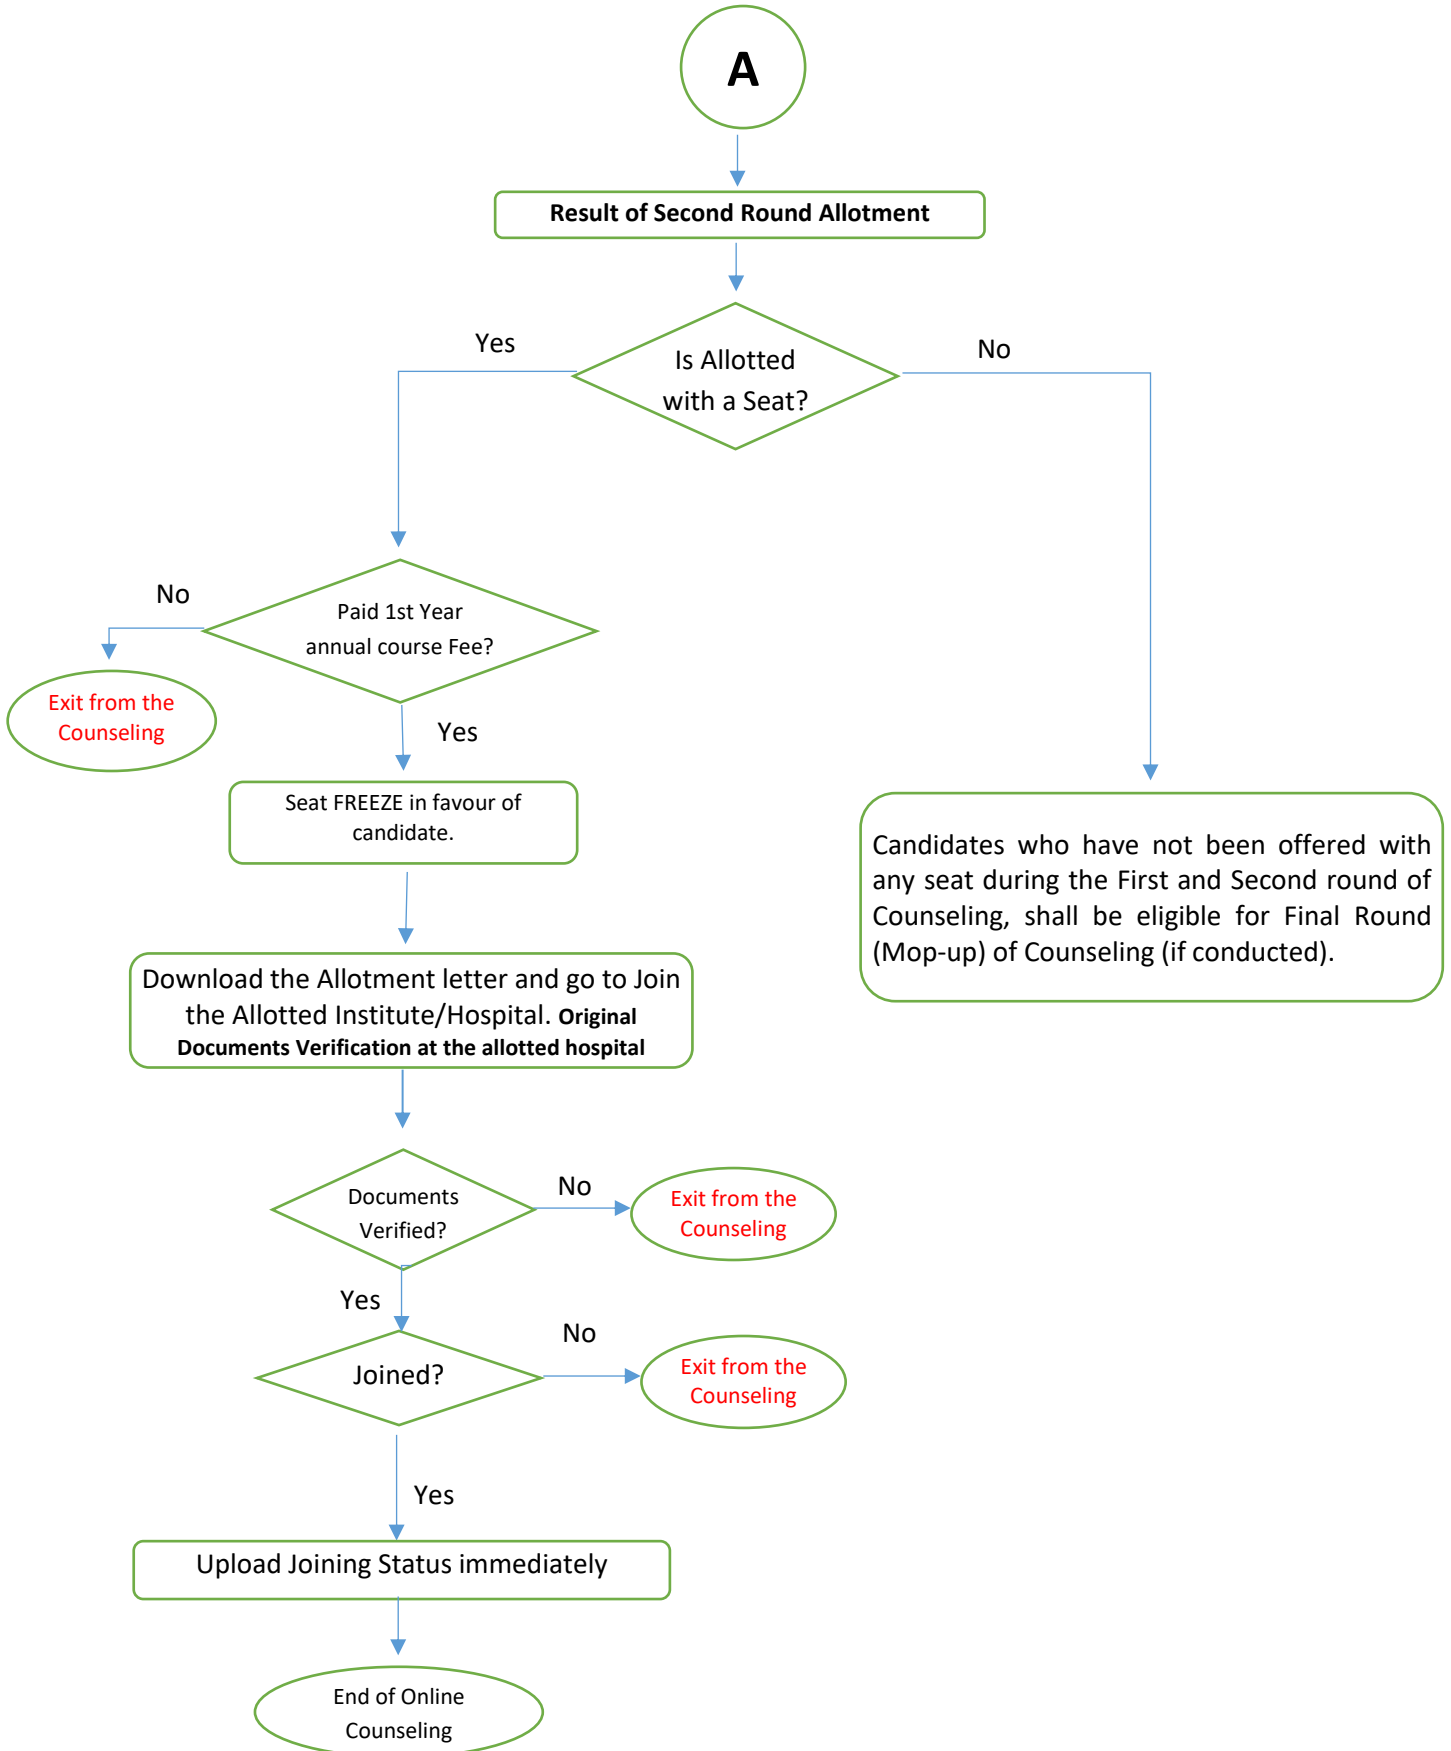 A
Result of Second Round Allotment
Yes
No
Is Allotted
with a Seat?
No
Paid 1st Year
annual course Fee?
Exit from the
Counseling
Yes
Seat FREEZE in favour of
candidate.
Candidates who have not been offered with
any seat during the First and Second round of
Counseling, shall be eligible for Final Round
(Mop-up) of Counseling (if conducted).
Download the Allotment letter and go to Join
the Allotted Institute/Hospital. Original
Documents Verification at the allotted hospital
Documents
Verified?
No
Exit from the
Counseling
Yes
Joined?
No
Exit from the
Counseling
Yes
Upload Joining Status immediately
End of Online
Counseling